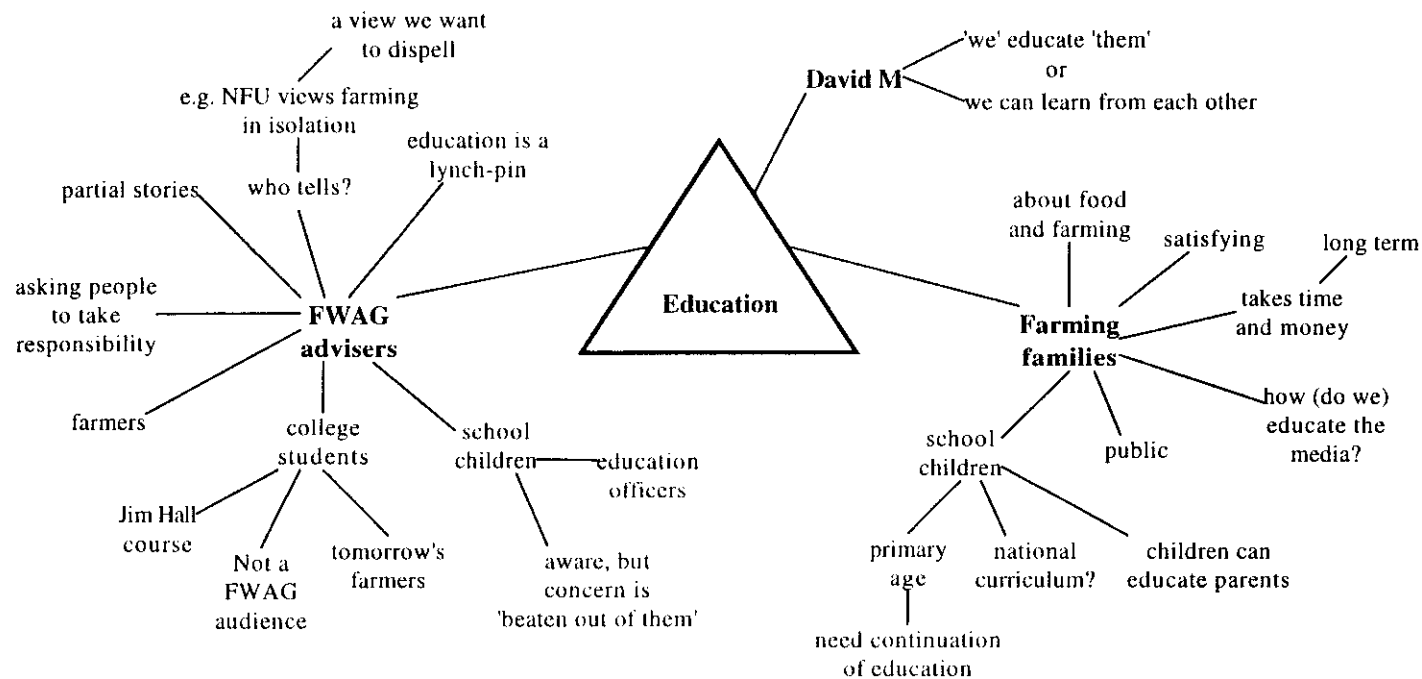 a view we want
to dispell
e.g. NFU views farming
in isolation
who tells?
partial stories
education is a
lynch-pin
asking people
to take
responsibility
FWAG
advisers
farmers
college
students
Jim Hall
course
Not a
FWAG
audience
tomorrow's
farmers
school
children
education
officers
aware, but
concern is
'beaten out of them'
Education
David M
'we' educate 'them'
or
we can learn from each other
Farming
families
about food
and farming
satisfying
long term
takes time
and money
how (do we)
educate the
media?
public
school
children
primary
age
need continuation
of education
national
curriculum?
children can
educate parents